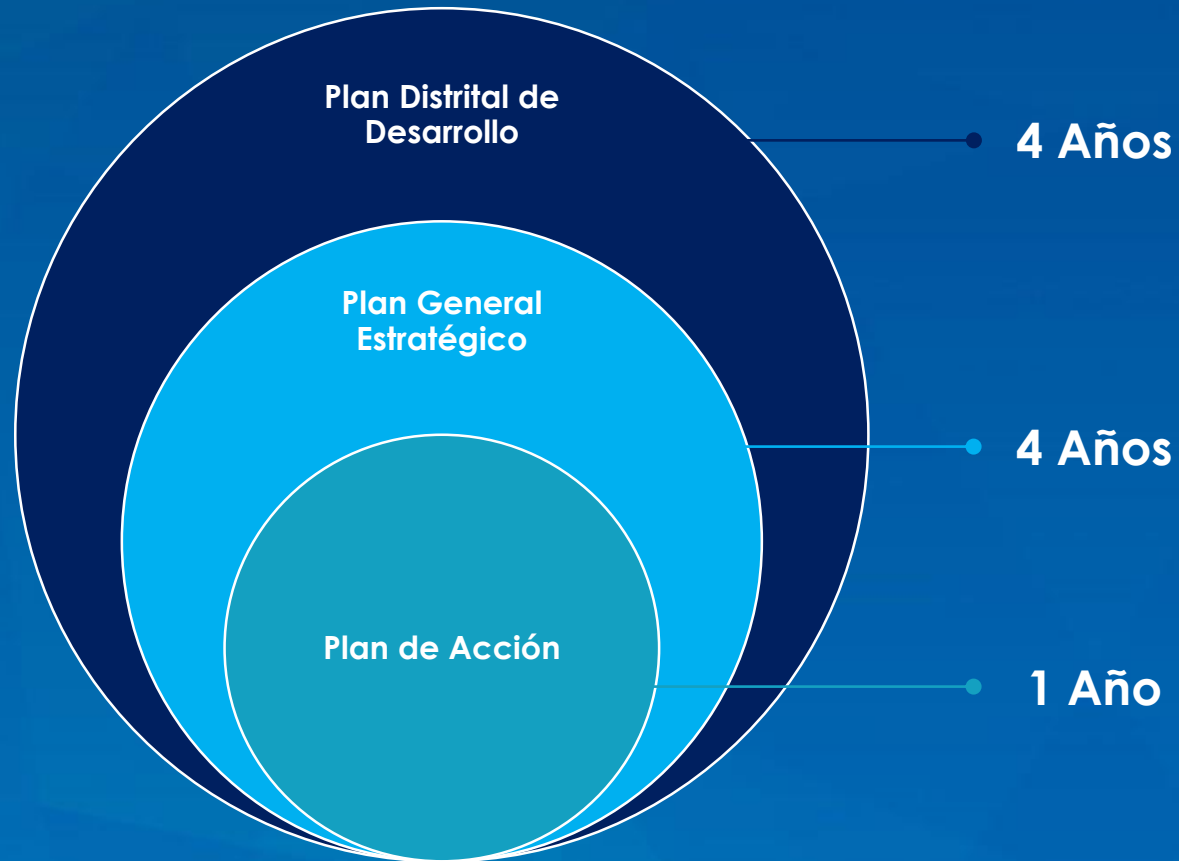 Plan Distrital de
Desarrollo
4 Años
Plan General
Estratégico
4 Años
Plan de Acción
1 Año